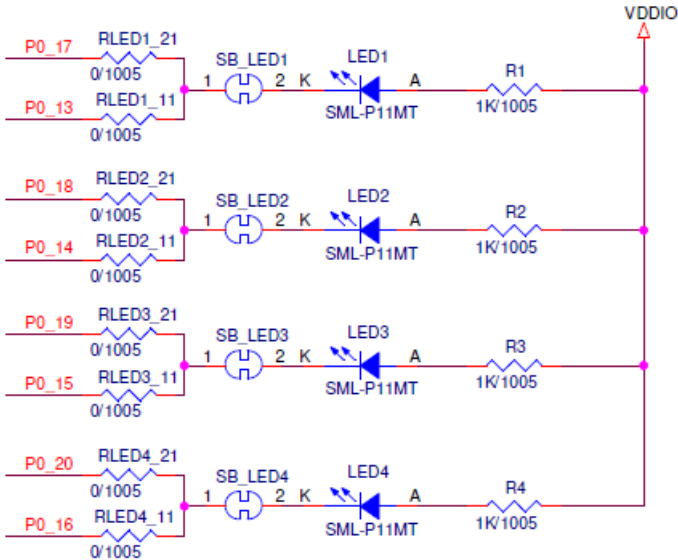 VDDIO
P0_17 RLED1_21
0/1005
SB_LED1 LED1 R1
1 2 K A
SML-P11MT 1K/1005
P0_13 RLED1_11
0/1005
P0_18 RLED2_21
0/1005
SB_LED2 LED2 R2
1 2 K A
SML-P11MT 1K/1005
P0_14 RLED2_11
0/1005
P0_19 RLED3_21
0/1005
SB_LED3 LED3 R3
1 2 K A
SML-P11MT 1K/1005
P0_15 RLED3_11
0/1005
P0_20 RLED4_21
0/1005
SB_LED4 LED4 R4
1 2 K A
SML-P11MT 1K/1005
P0_16 RLED4_11
0/1005